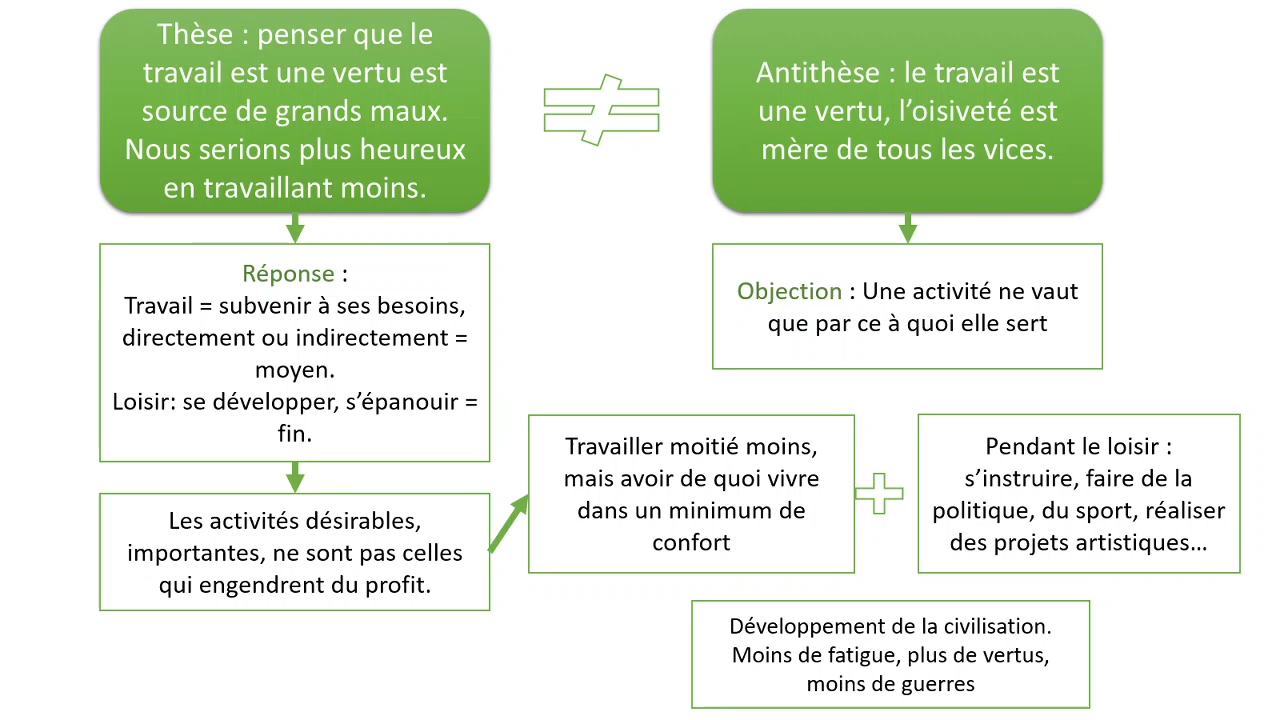 Thèse : penser que le
travail est une vertu est
source de grands maux.
Nous serions plus heureux
en travaillant moins.
Antithèse : le travail est
une vertu, l’oisiveté est
mère de tous les vices.
Réponse :
Travail = subvenir à ses besoins,
directement ou indirectement =
moyen.
Loisir: se développer, s’épanouir =
fin.
Objection : Une activité ne vaut
que par ce à quoi elle sert
Les activités désirables,
importantes, ne sont pas celles
qui engendrent du profit.
Travailler moitié moins,
mais avoir de quoi vivre
dans un minimum de
confort
Pendant le loisir :
s’instruire, faire de la
politique, du sport, réaliser
des projets artistiques…
Développement de la civilisation.
Moins de fatigue, plus de vertus,
moins de guerres